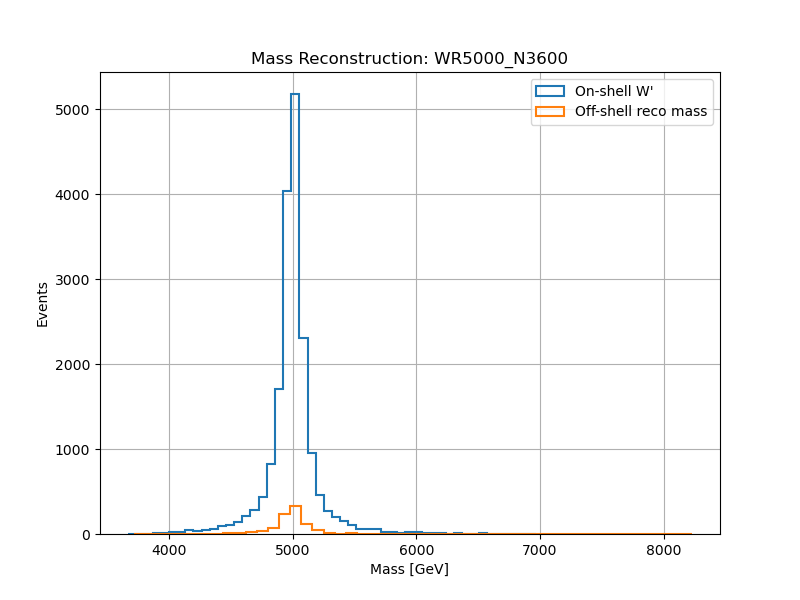 Mass Reconstruction: WR5000_N3600
On-shell W'
Off-shell reco mass
5000
4000
3000
2000
1000
0
Events
4000 5000 6000 7000 8000
Mass [GeV]